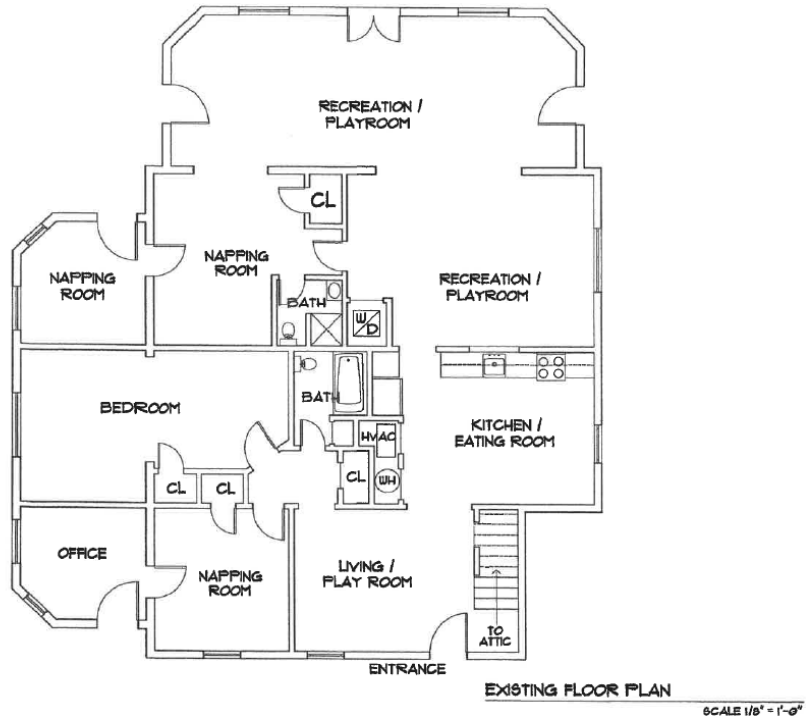 RECREATION /
PLAYROOM
CL
NAPPING
ROOM
NAPPING
ROOM
RECREATION /
PLAYROOM
BATH
W
D
BEDROOM
BATH
KITCHEN /
EATING ROOM
HVAC
CL
CL
CL
WH
OFFICE
NAPPING
ROOM
LIVING /
PLAY ROOM
TO
ATTIC
ENTRANCE
EXISTING FLOOR PLAN
SCALE 1/8" = 1'-0"